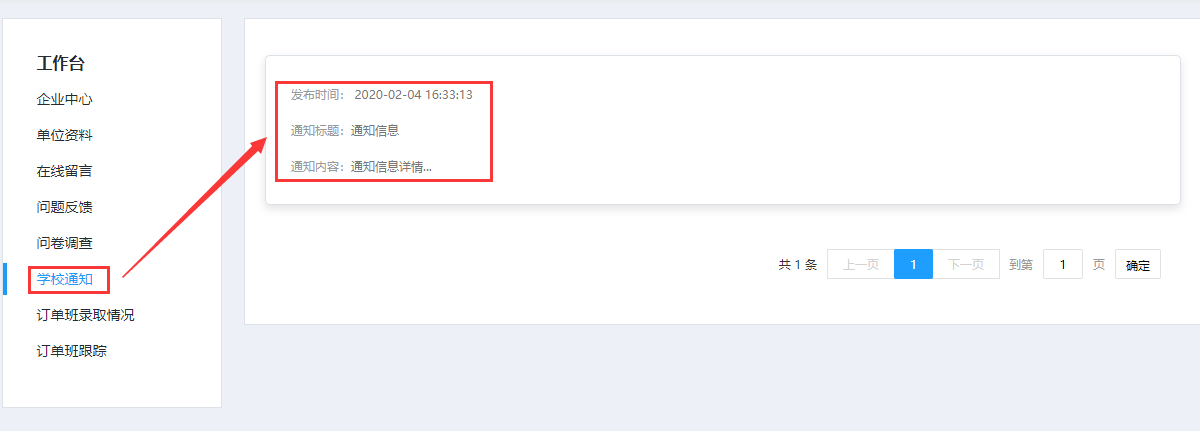 工作台
企业中心
单位资料
在线留言
问题反馈
问卷调查
学校通知
订单班录取情况
订单班跟踪
发布时间： 2020-02-04 16:33:13
通知标题：通知信息
通知内容：通知信息详情...
共 1 条 上一页 1 下一页 到第 1 页 确定